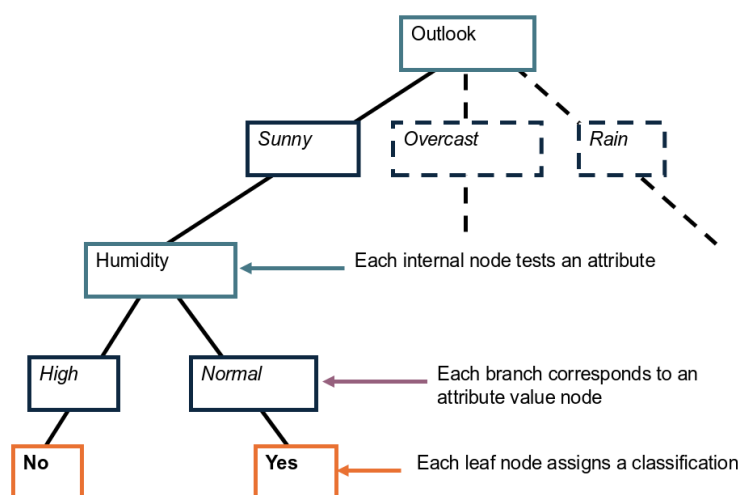 Outlook
Sunny
Overcast
Rain
Humidity
Each internal node tests an attribute
High
Normal
Each branch corresponds to an
attribute value node
No
Yes
Each leaf node assigns a classification